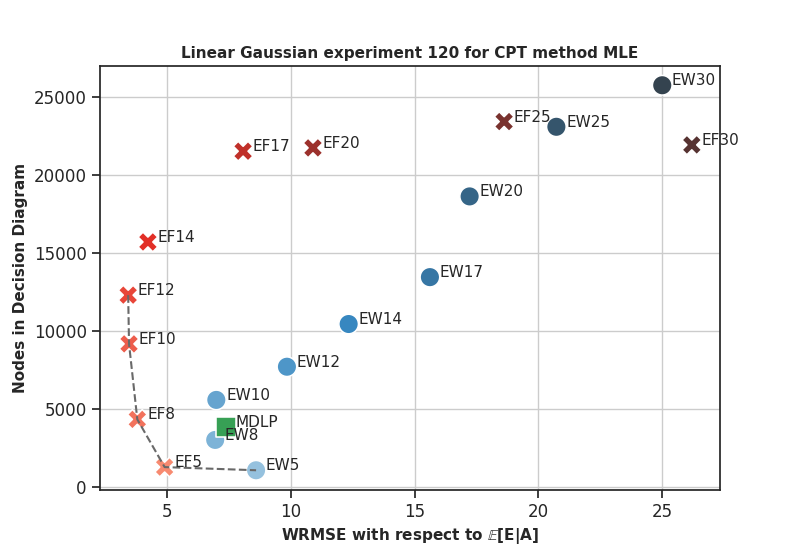 Linear Gaussian experiment 120 for CPT method MLE
Nodes in Decision Diagram
25000
20000
15000
10000
5000
0
EW30
EF25
EW25
EF30
EF17
EF20
EW20
EF14
EW17
EF12
EW14
EF10
EW12
EW10
EF8
MDLP
EW8
EF5
EW5
5
10
15
20
25
WRMSE with respect to 𝔼[E|A]